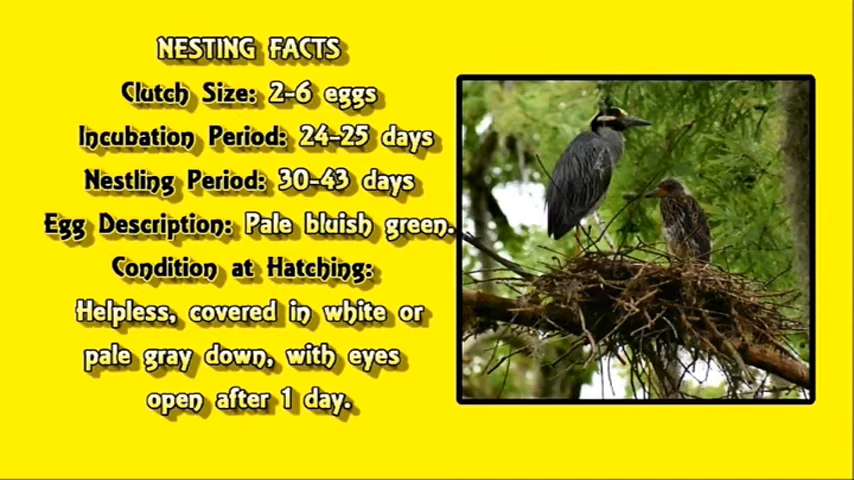 NESTING FACTS
Clutch Size: 2-6 eggs
Incubation Period: 24-25 days
Nestling Period: 30-43 days
Egg Description: Pale bluish green.
Condition at Hatching:
Helpless, covered in white or
pale gray down, with eyes
open after 1 day.